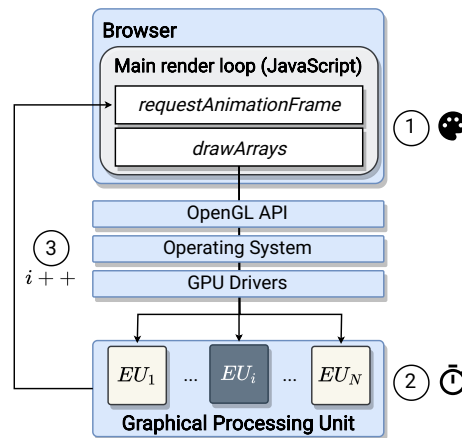 Browser
Main render loop (JavaScript)
requestAnimationFrame
drawArrays
1
OpenGL API
Operating System
GPU Drivers
3
i + +
EU1 ... EUi ... EUN
2
Graphical Processing Unit